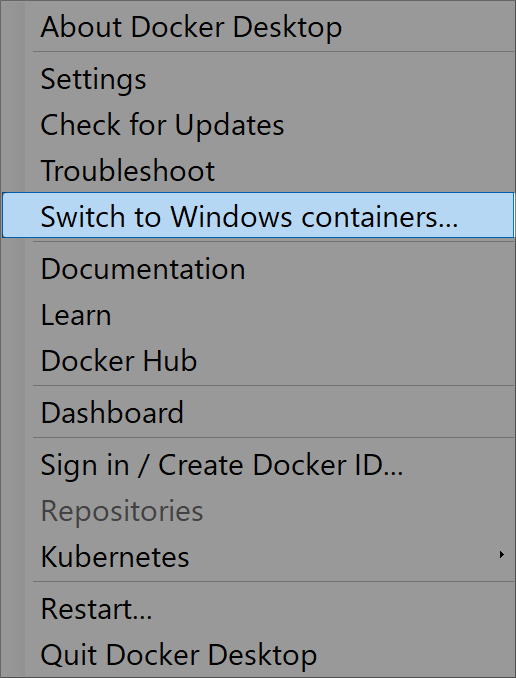 About Docker Desktop
Settings
Check for Updates
Troubleshoot
Switch to Windows containers...
Documentation
Learn
Docker Hub
Dashboard
Sign in / Create Docker ID...
Repositories
Kubernetes
Restart...
Quit Docker Desktop